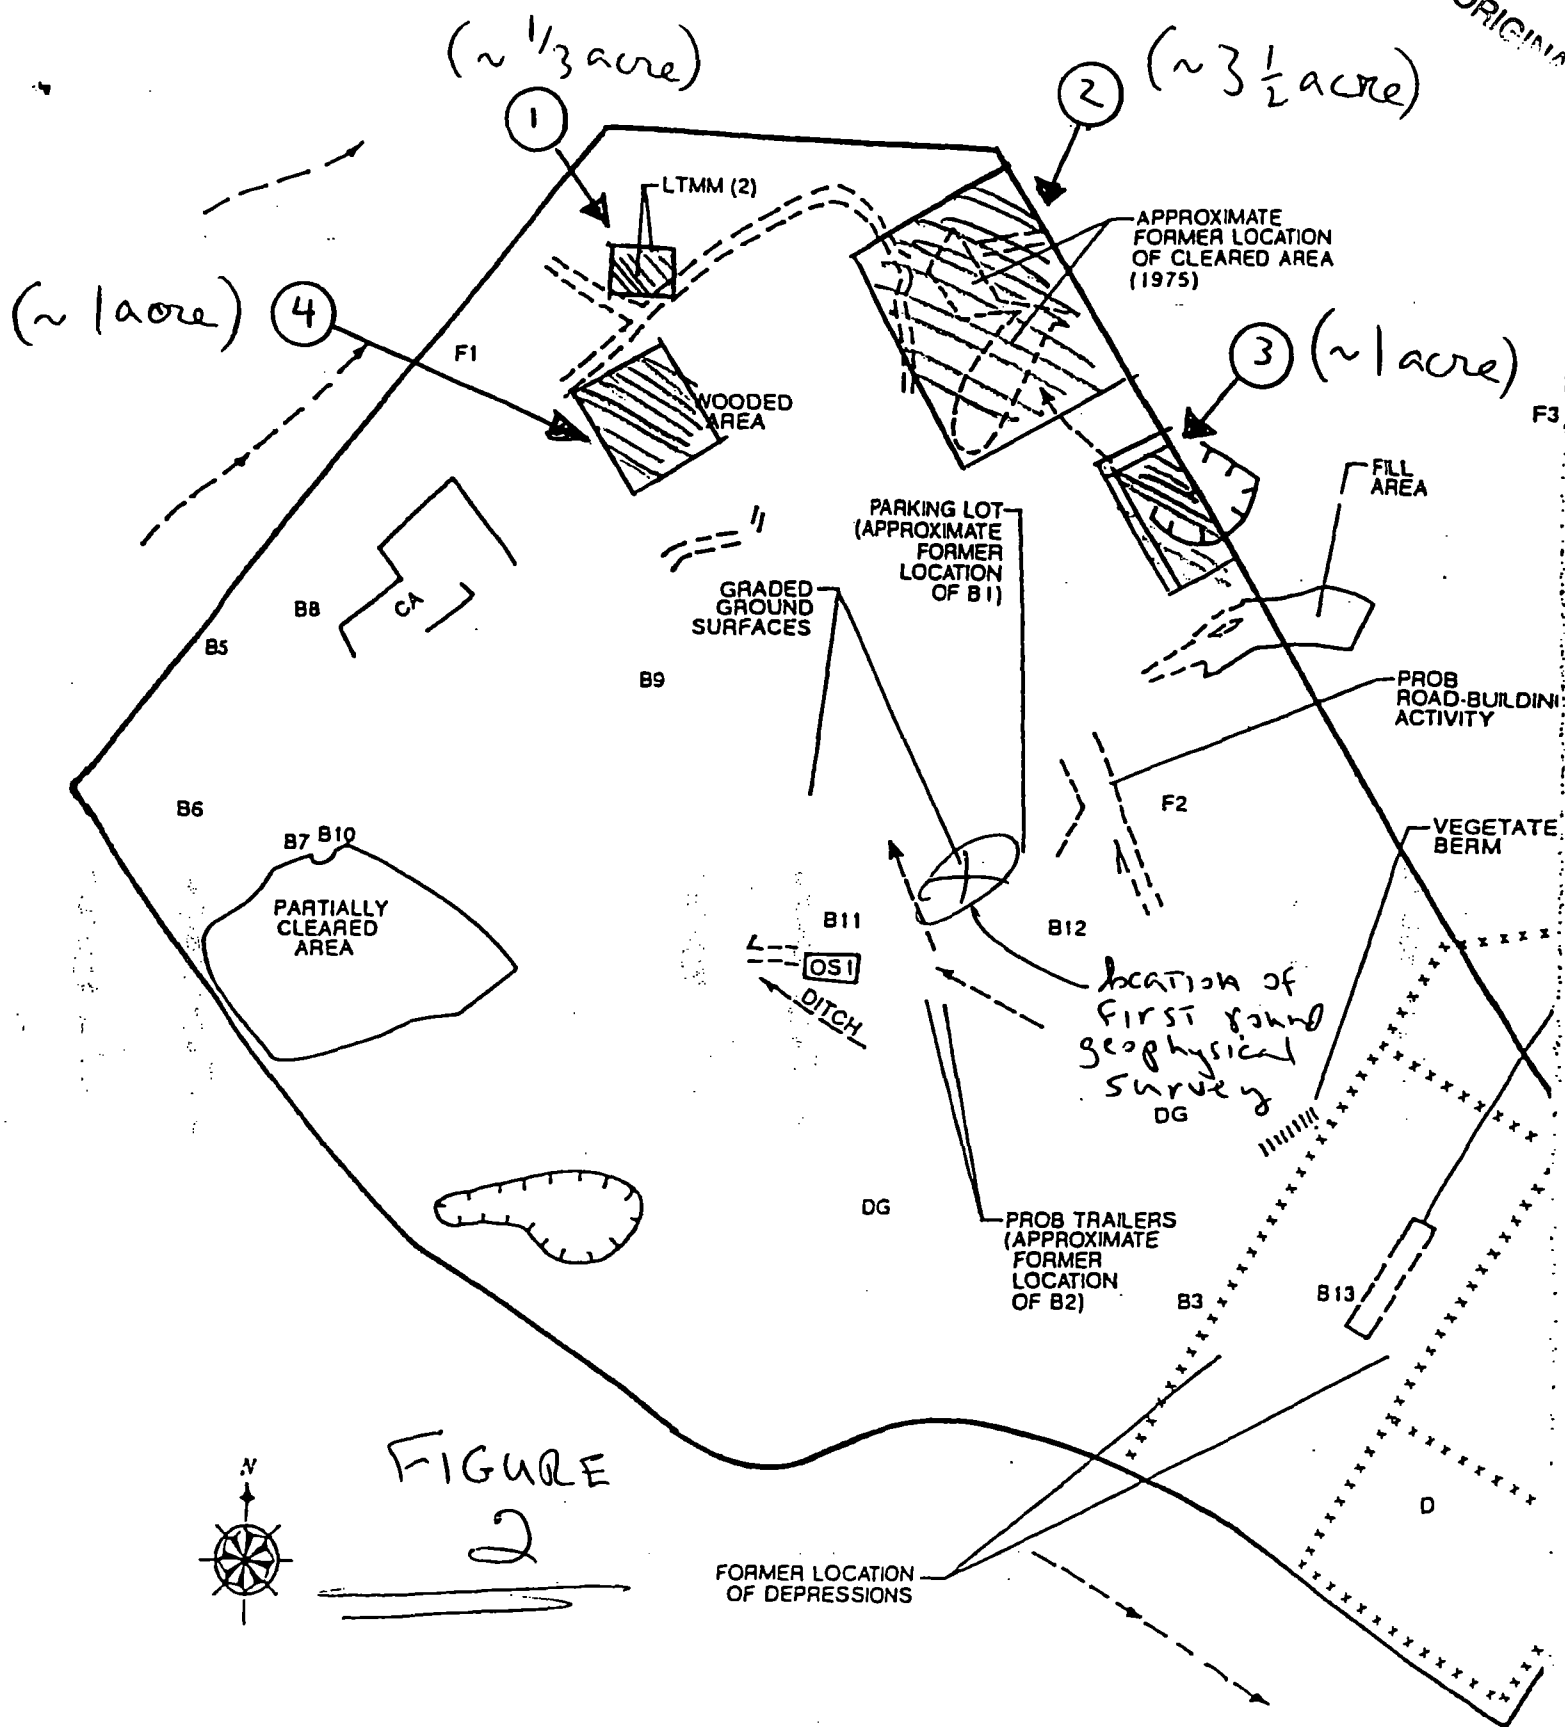 ORIGINA
(~ 1/3 acre)
1
2
(~ 3 1/2 acre)
LTMM (2)
APPROXIMATE
FORMER LOCATION
OF CLEARED AREA
(1975)
(~ 1 acre)
4
F1
3
(~ 1 acre)
WOODED
AREA
F3
FILL
AREA
PARKING LOT
(APPROXIMATE
FORMER
LOCATION
OF B1)
GRADED
GROUND
SURFACES
B8
CA
B5
B9
PROB
ROAD-BUILDIN
ACTIVITY
B6
F2
B7 B10
VEGETATE
BERM
PARTIALLY
CLEARED
AREA
B11
B12
OS1
DITCH
location of
First round
geophysical
survey
DG
DG
PROB TRAILERS
(APPROXIMATE
FORMER
LOCATION
OF B2)
B3
B13
N
FIGURE
2
D
FORMER LOCATION
OF DEPRESSIONS